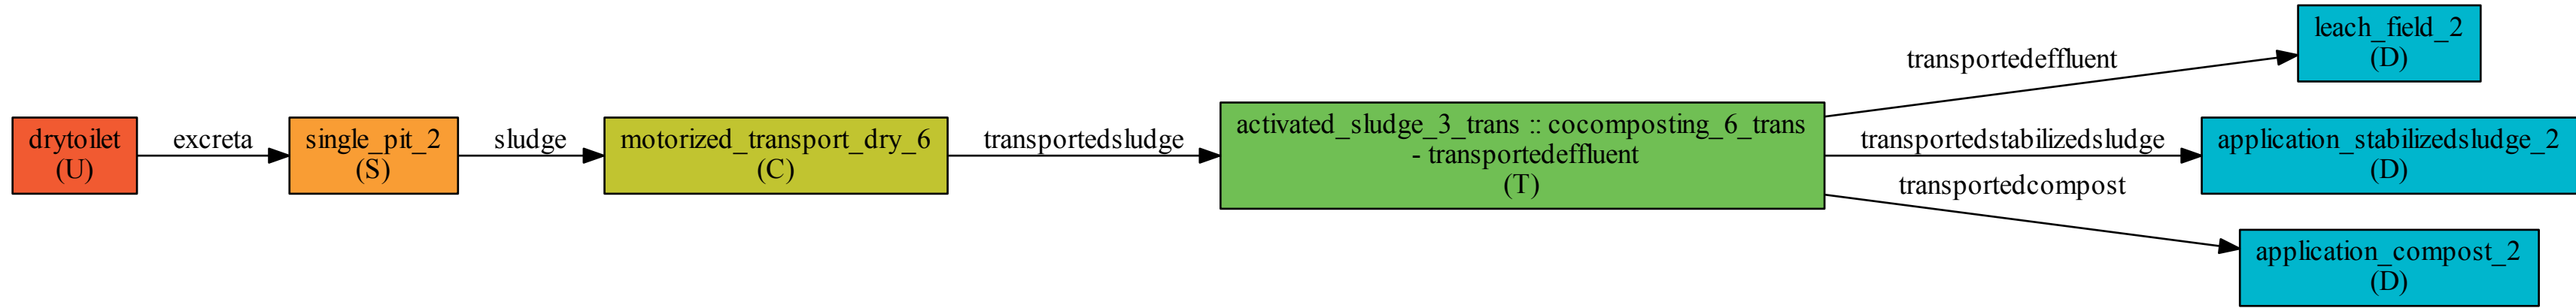 drytoilet
(U)
excreta
single_pit_2
(S)
sludge
motorized_transport_dry_6
(C)
transportedsludge
activated_sludge_3_trans :: cocomposting_6_trans
- transportedeffluent
(T)
transportedeffluent
leach_field_2
(D)
transportedstabilizedsludge
application_stabilizedsludge_2
(D)
transportedcompost
application_compost_2
(D)